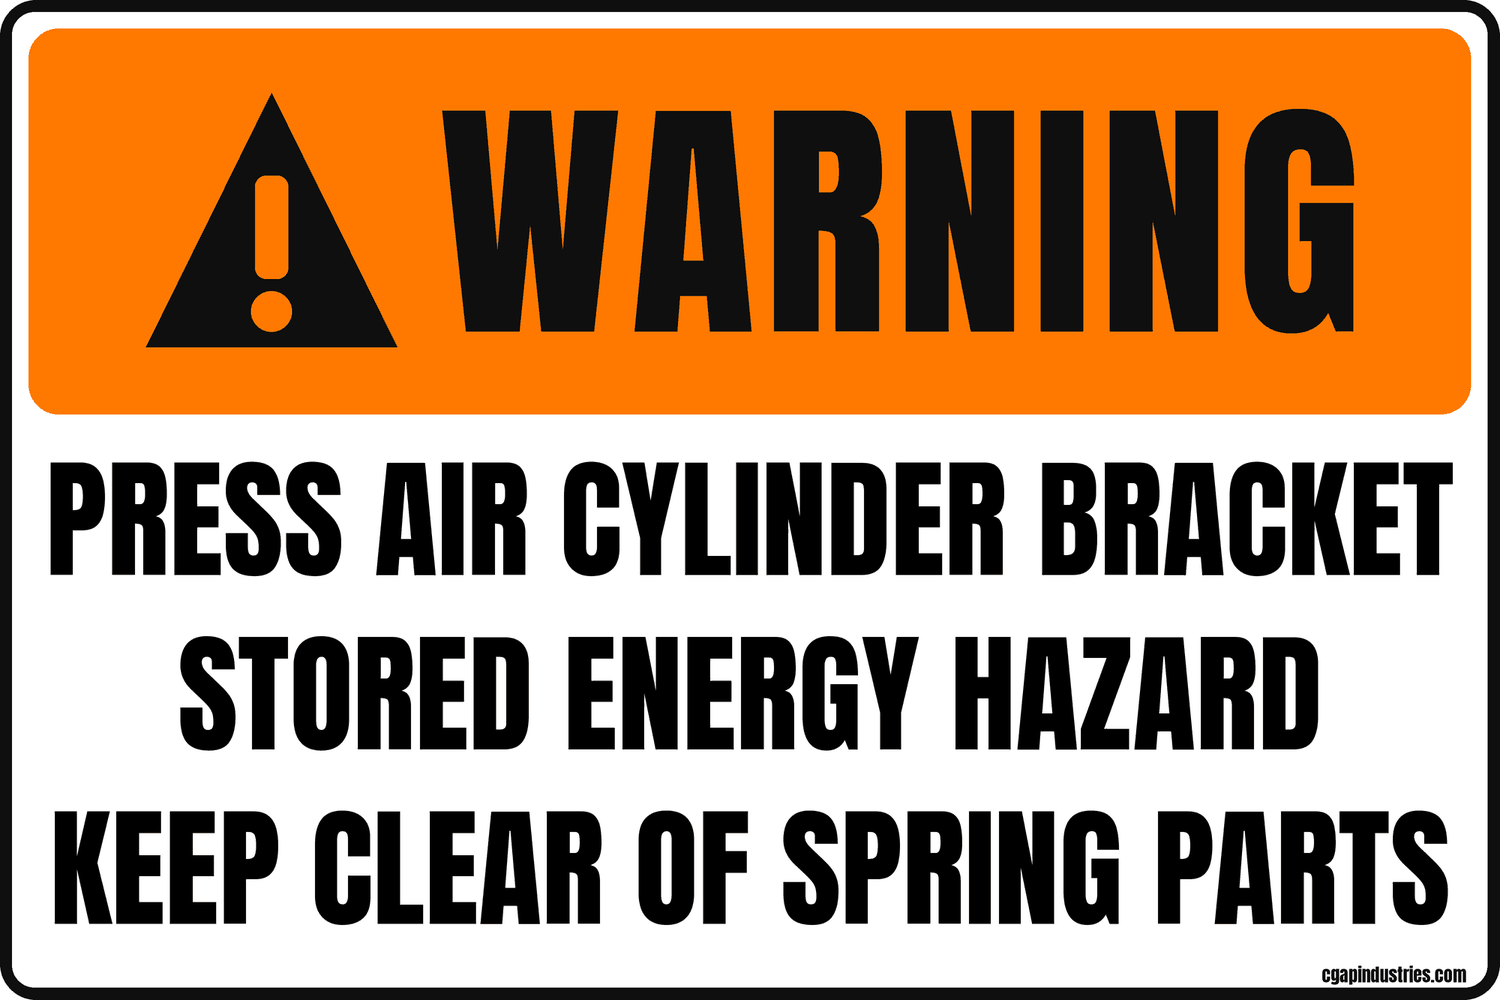 WARNING
PRESS AIR CYLINDER BRACKET
STORED ENERGY HAZARD
KEEP CLEAR OF SPRING PARTS
cgapindustries.com